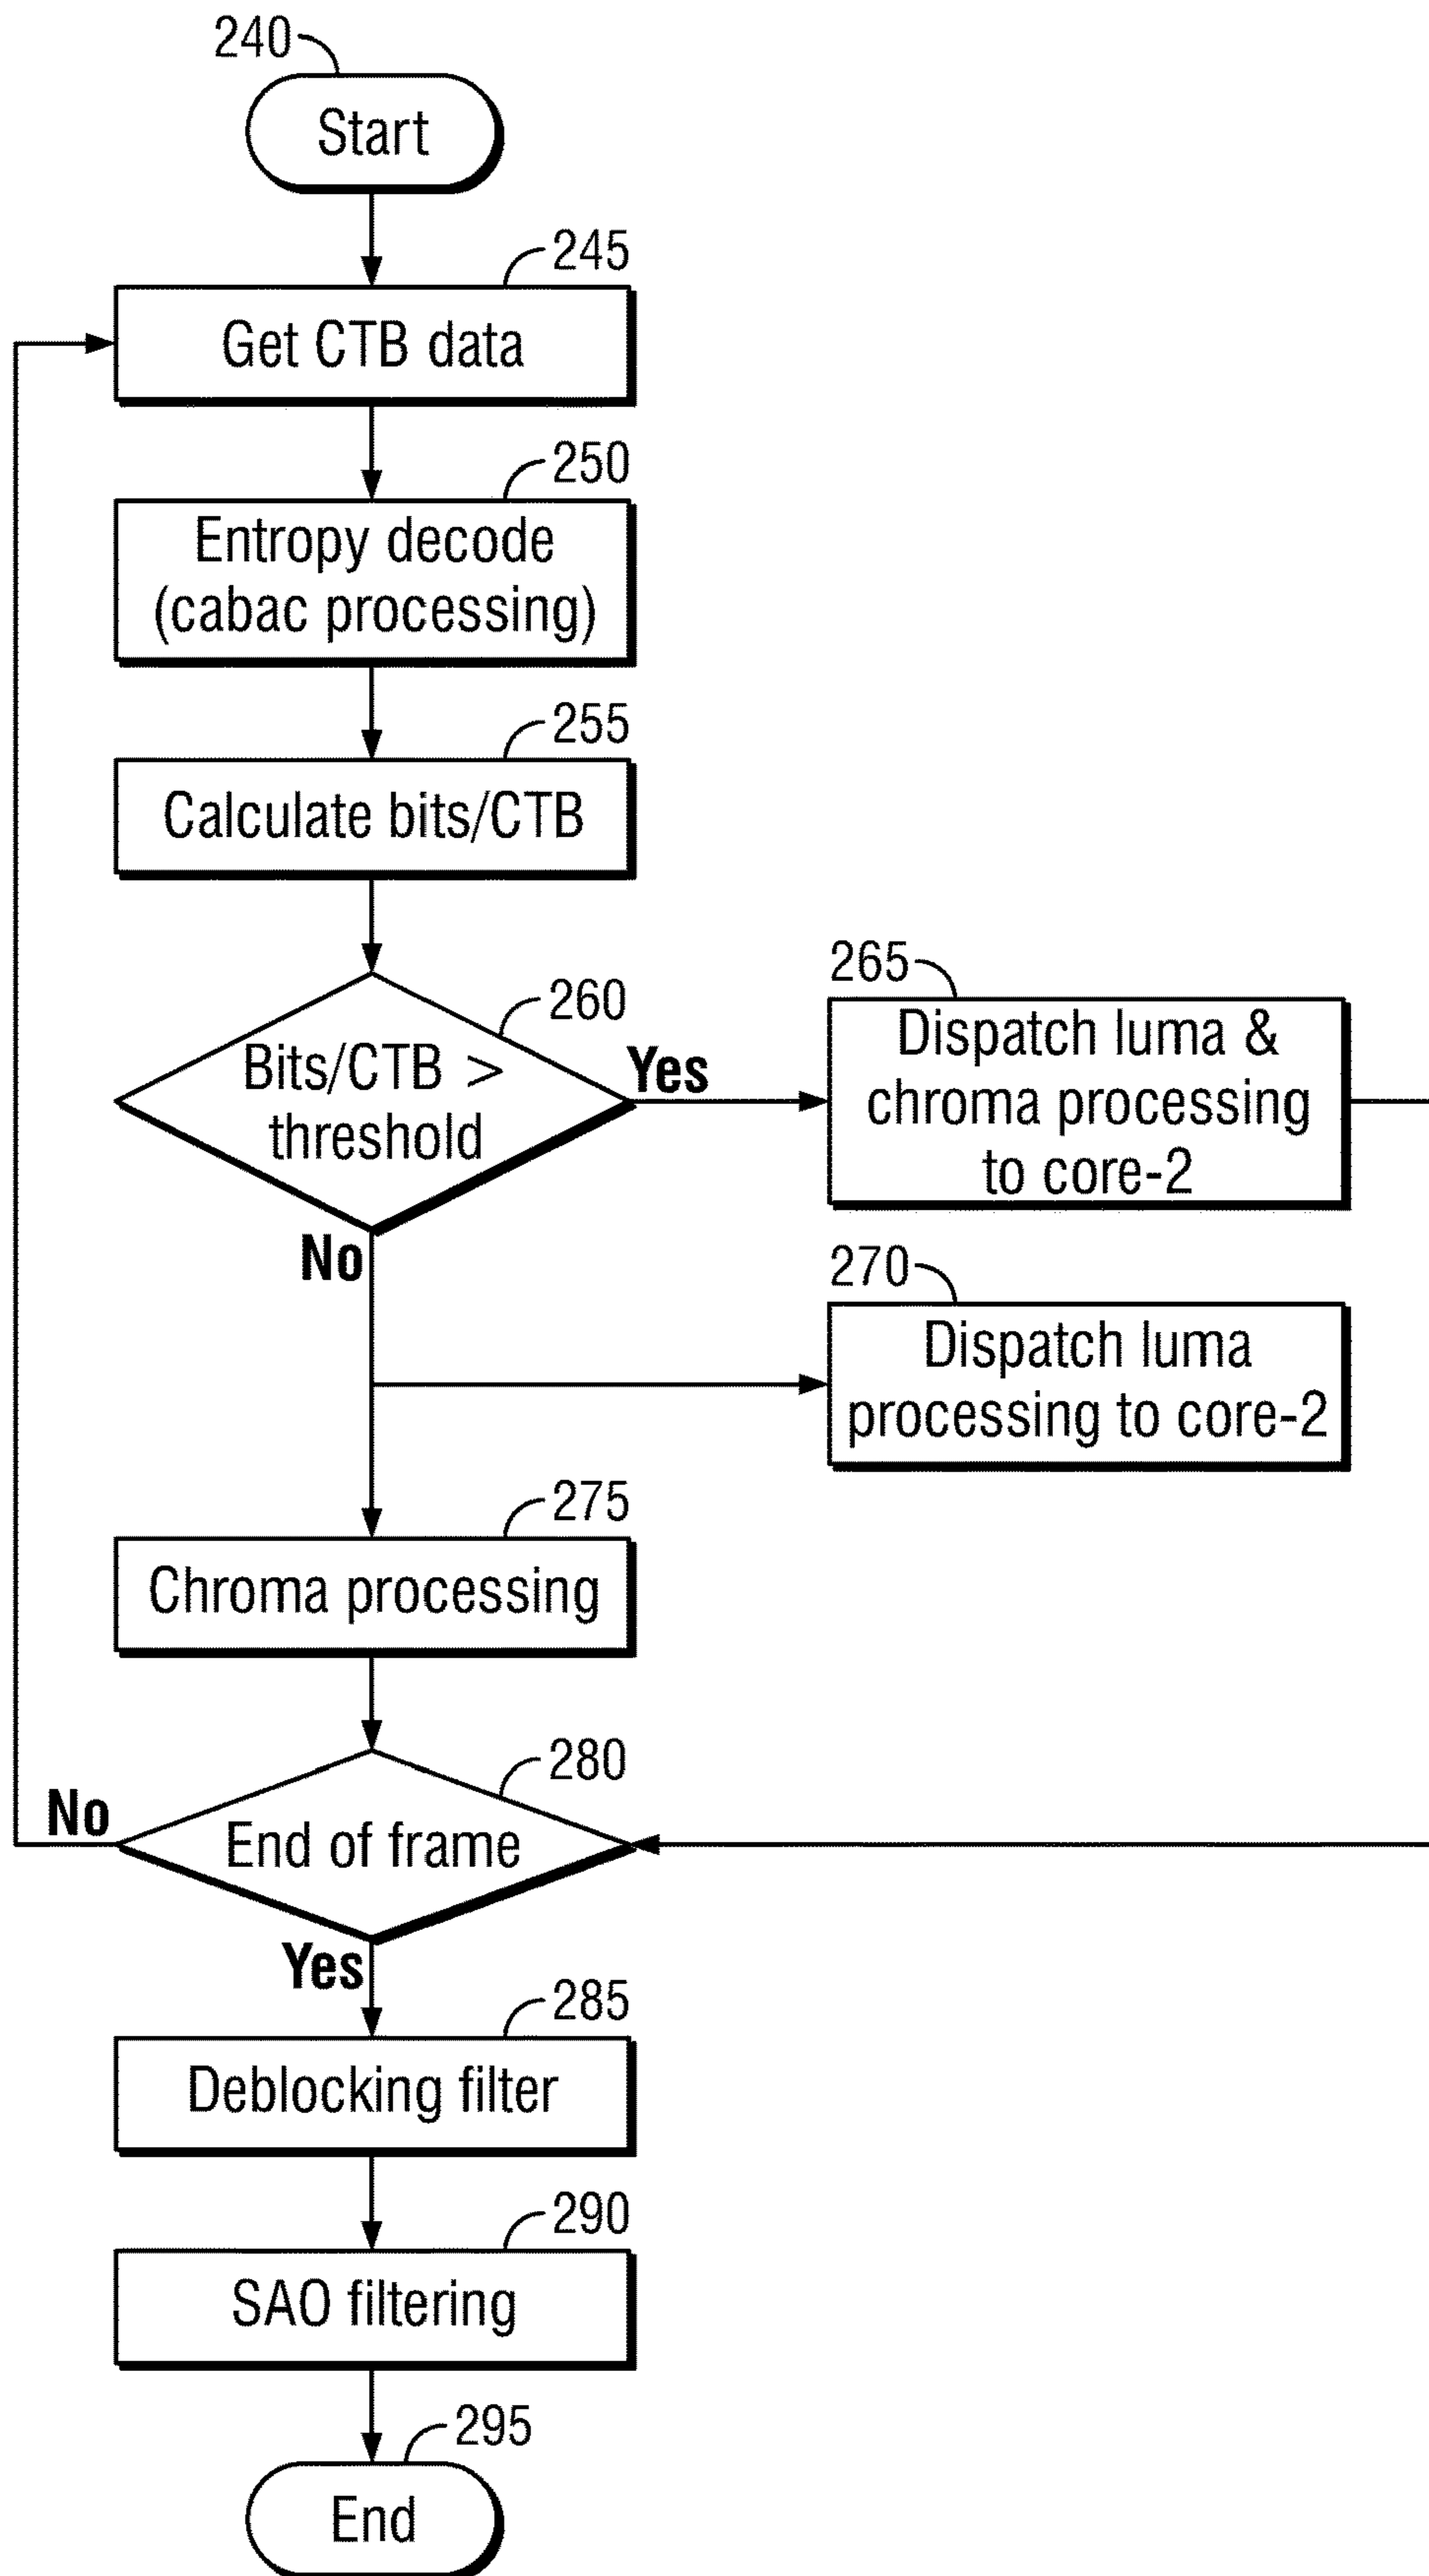 240
Start
245
Get CTB data
250
Entropy decode
(cabac processing)
255
Calculate bits/CTB
260
Bits/CTB >
threshold
Yes
No
265
Dispatch luma &
chroma processing
to core-2
270
Dispatch luma
processing to core-2
275
Chroma processing
280
End of frame
No
Yes
285
Deblocking filter
290
SAO filtering
295
End